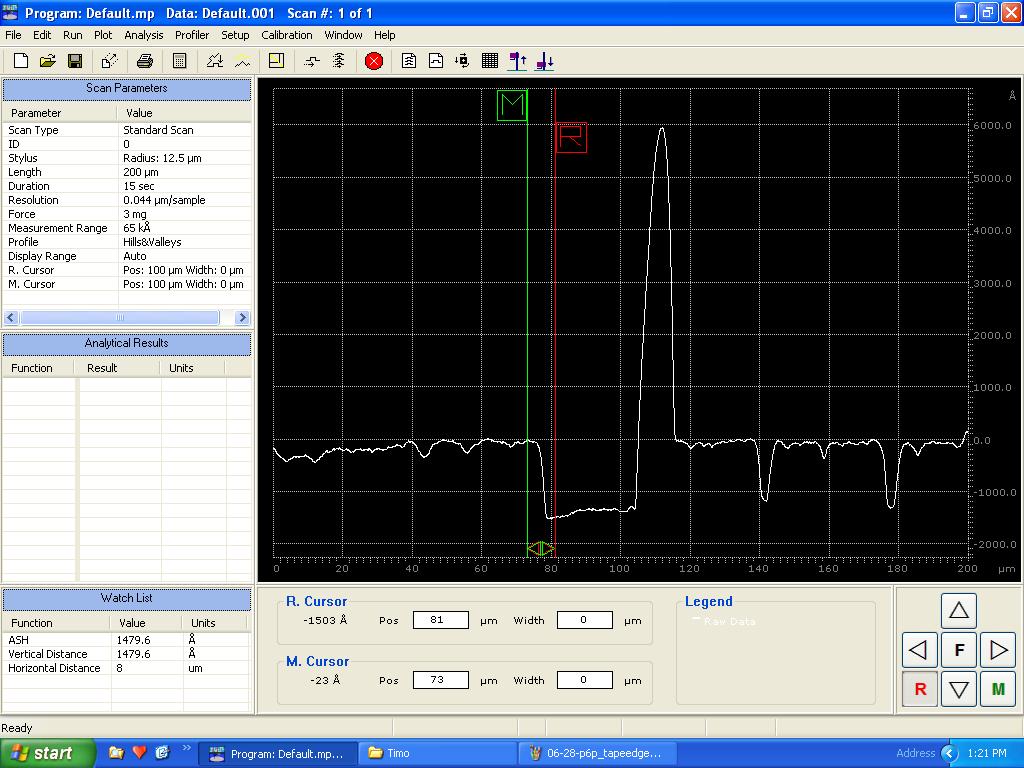 Program: Default.mp   Data: Default.001   Scan #: 1 of 1
File Edit Run Plot Analysis Profiler Setup Calibration Window Help
Scan Parameters
Parameter Value
Scan Type Standard Scan
ID 0
Stylus Radius: 12.5 µm
Length 200 µm
Duration 15 sec
Resolution 0.044 µm/sample
Force 3 mg
Measurement Range 65 kÅ
Profile Hills&Valleys
Display Range Auto
R. Cursor Pos: 100 µm Width: 0 µm
M. Cursor Pos: 100 µm Width: 0 µm
Analytical Results
Function Result Units
Watch List
Function Value Units
ASH 1479.6 Å
Vertical Distance 1479.6 Å
Horizontal Distance 8 um
M
R
Å
6000.0
5000.0
4000.0
3000.0
2000.0
1000.0
0.0
-1000.0
-2000.0
0 20 40 60 80 100 120 140 160 180 200 µm
R. Cursor
-1503 Å Pos 81 µm Width 0 µm
M. Cursor
-23 Å Pos 73 µm Width 0 µm
Legend
Raw Data
F
R M
Ready
start
Program: Default.mp...
Timo
06-28-p6p_tapeedge...
Address
1:21 PM